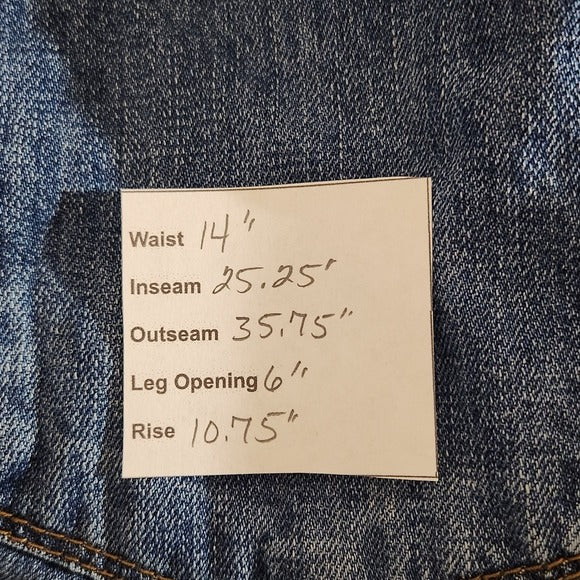 Waist 14"
Inseam 25.25"
Outseam 35.75"
Leg Opening 6"
Rise 10.75"